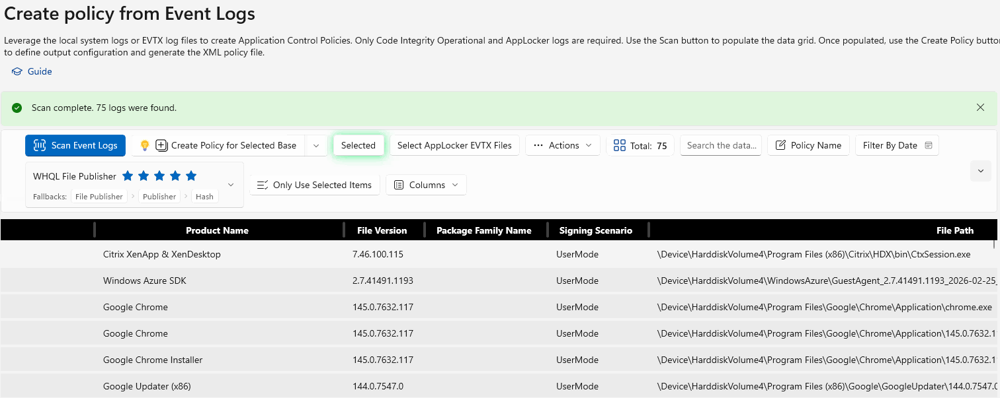 Create policy from Event Logs
Leverage the local system logs or EVTX log files to create Application Control Policies. Only Code Integrity Operational and AppLocker logs are required. Use the Scan button to populate the data grid. Once populated, use the Create Policy button
to define output configuration and generate the XML policy file.
Guide
Scan complete. 75 logs were found.
Scan Event Logs Create Policy for Selected Base Selected Select AppLocker EVTX Files Actions Total: 75 Search the data... Policy Name Filter By Date
WHQL File Publisher
Fallbacks: File Publisher Publisher Hash Only Use Selected Items Columns
Product Name File Version Package Family Name Signing Scenario File Path
Citrix XenApp & XenDesktop 7.46.100.115 UserMode \Device\HarddiskVolume4\Program Files (x86)\Citrix\HDX\bin\CtxSession.exe
Windows Azure SDK 2.7.41491.1193 UserMode \Device\HarddiskVolume4\WindowsAzure\GuestAgent_2.7.41491.1193_2026-02-25_
Google Chrome 145.0.7632.117 UserMode \Device\HarddiskVolume4\Program Files\Google\Chrome\Application\chrome.exe
Google Chrome 145.0.7632.117 UserMode \Device\HarddiskVolume4\Program Files\Google\Chrome\Application\145.0.7632.11
Google Chrome Installer 145.0.7632.117 UserMode \Device\HarddiskVolume4\Program Files\Google\Chrome\Application\145.0.7632.11
Google Updater (x86) 144.0.7547.0 UserMode \Device\HarddiskVolume4\Program Files (x86)\Google\GoogleUpdater\144.0.7547.0